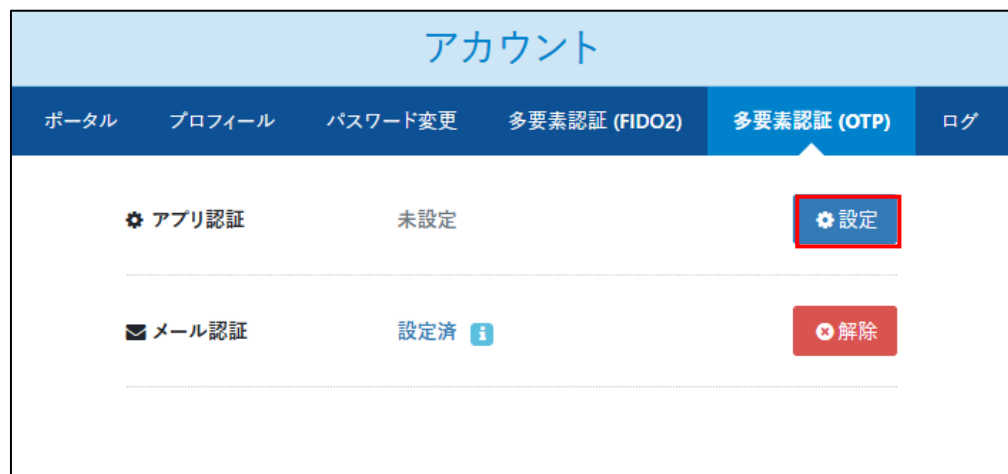 アカウント
ポータル プロフィール パスワード変更 多要素認証 (FIDO2) 多要素認証 (OTP) ログ
アプリ認証 未設定 設定
メール認証 設定済 i 解除